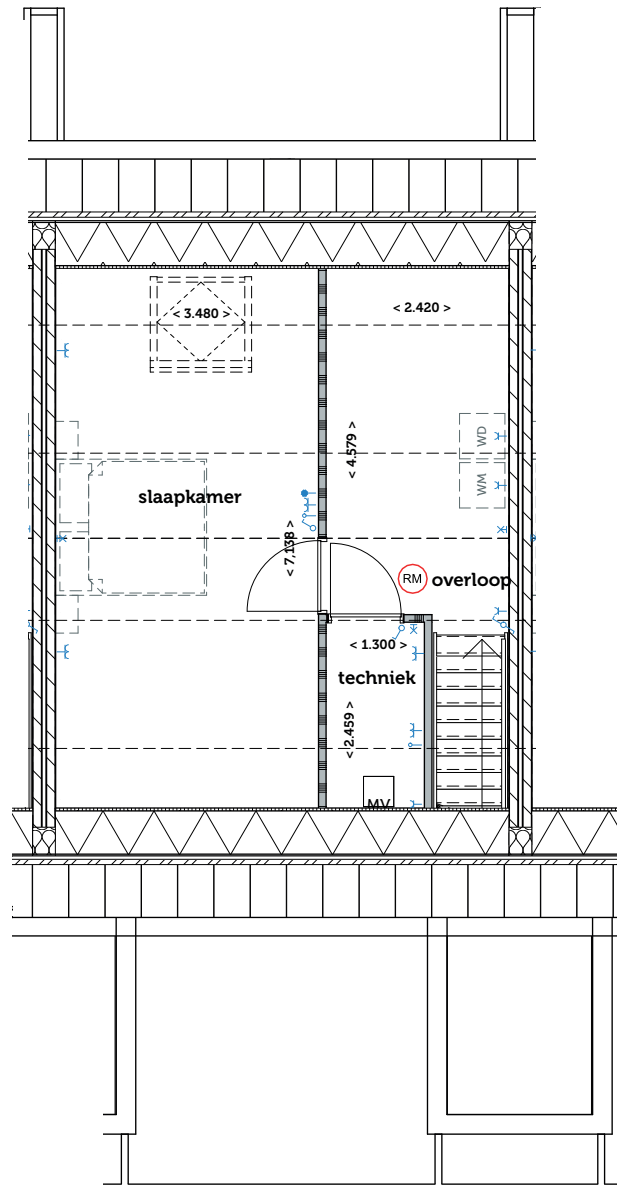 < 3.480 >
< 2.420 >
WD
< 4.579 >
WM
slaapkamer
< 7,138 >
RM
overloop
< 1.300 >
techniek
< 2.459 >
MV